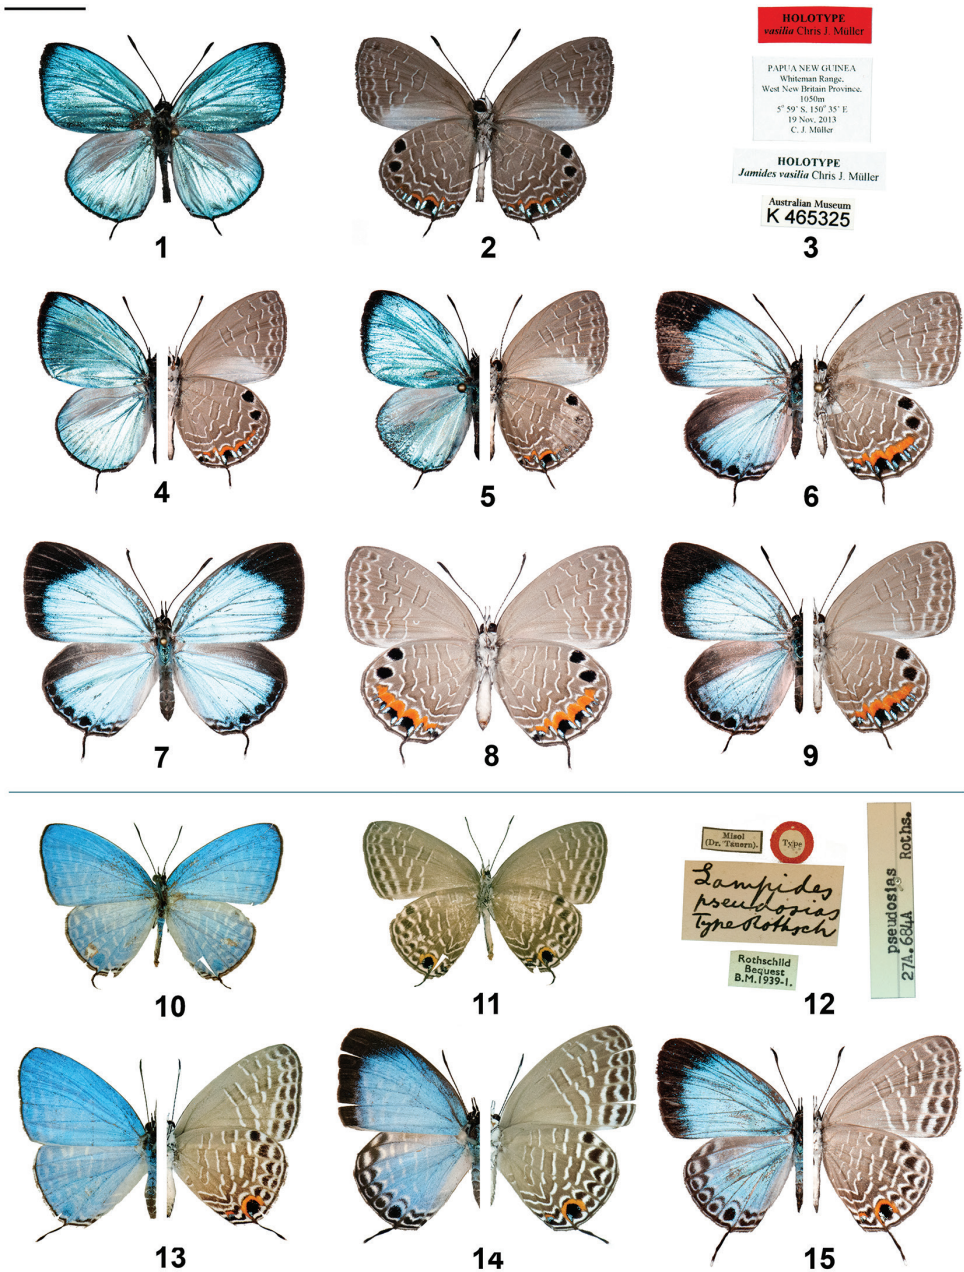 HOLOTYPE
vasilia Chris J. Müller
PAPUA NEW GUINEA
Whiteman Range,
West New Britain Province.
1050m
5° 59' S, 150° 35' E
19 Nov. 2013
C. J. Müller
HOLOTYPE
Jamides vasilia Chris J. Müller
Australian Museum
K 465325
1
2
3
4
5
6
7
8
9
Misol
(Dr. Tauern).
Type
Lampides
pseudosias
Type Rothsch
Rothschild
Bequest
B.M.1939-1.
pseudosias Roths.
27A.684A
10
11
12
13
14
15